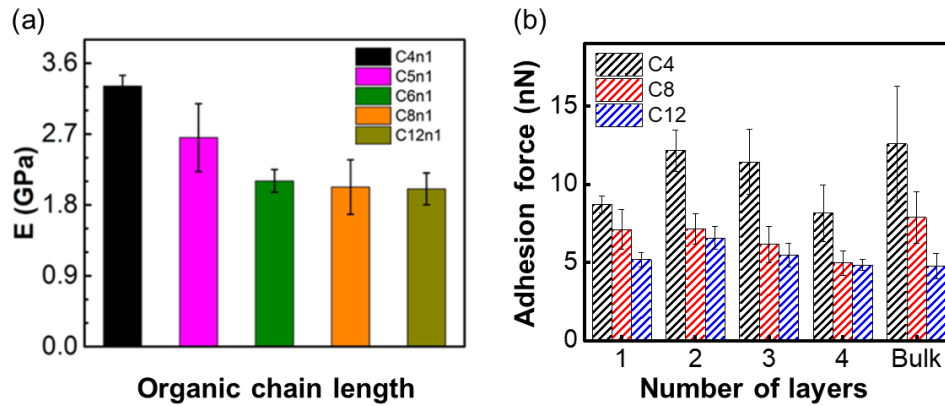 (a)
3.6
2.7
1.8
0.9
0.0
E (GPa)
C4n1
C5n1
C6n1
C8n1
C12n1
Organic chain length
(b)
15
10
5
0
Adhesion force (nN)
C4
C8
C12
1 2 3 4 Bulk
Number of layers